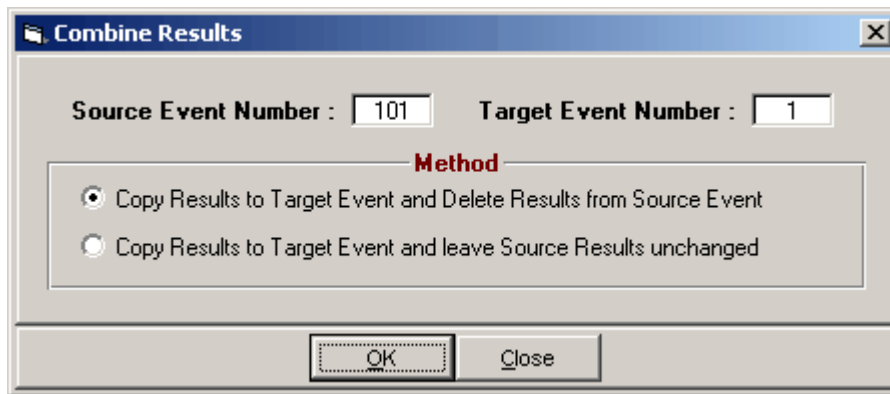 Combine Results
Source Event Number : 101 Target Event Number : 1
Method
Copy Results to Target Event and Delete Results from Source Event
Copy Results to Target Event and leave Source Results unchanged
OK Close